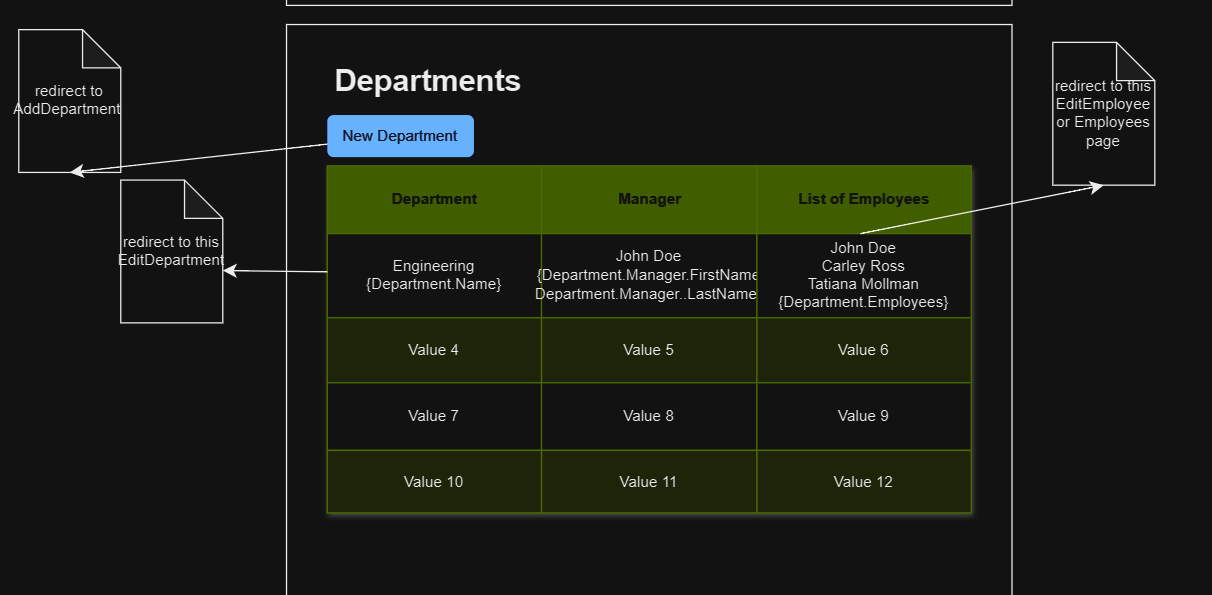 redirect to
AddDepartment
redirect to this
EditEmployee
or Employees
page
Departments
New Department
redirect to this
EditDepartment
Department
Manager
List of Employees
Engineering
{Department.Name}
John Doe
{Department.Manager.FirstName
Department.Manager..LastName
John Doe
Carley Ross
Tatiana Mollman
{Department.Employees}
Value 4
Value 5
Value 6
Value 7
Value 8
Value 9
Value 10
Value 11
Value 12